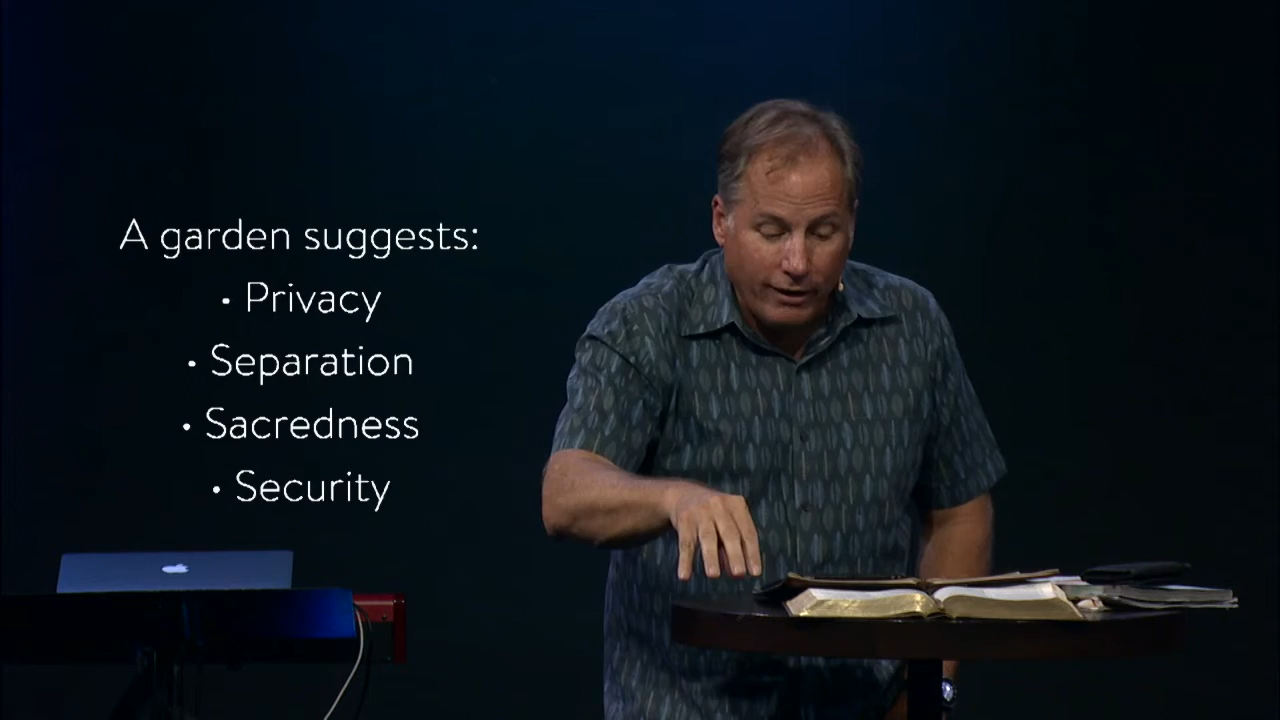 A garden suggests:
• Privacy
• Separation
• Sacredness
• Security